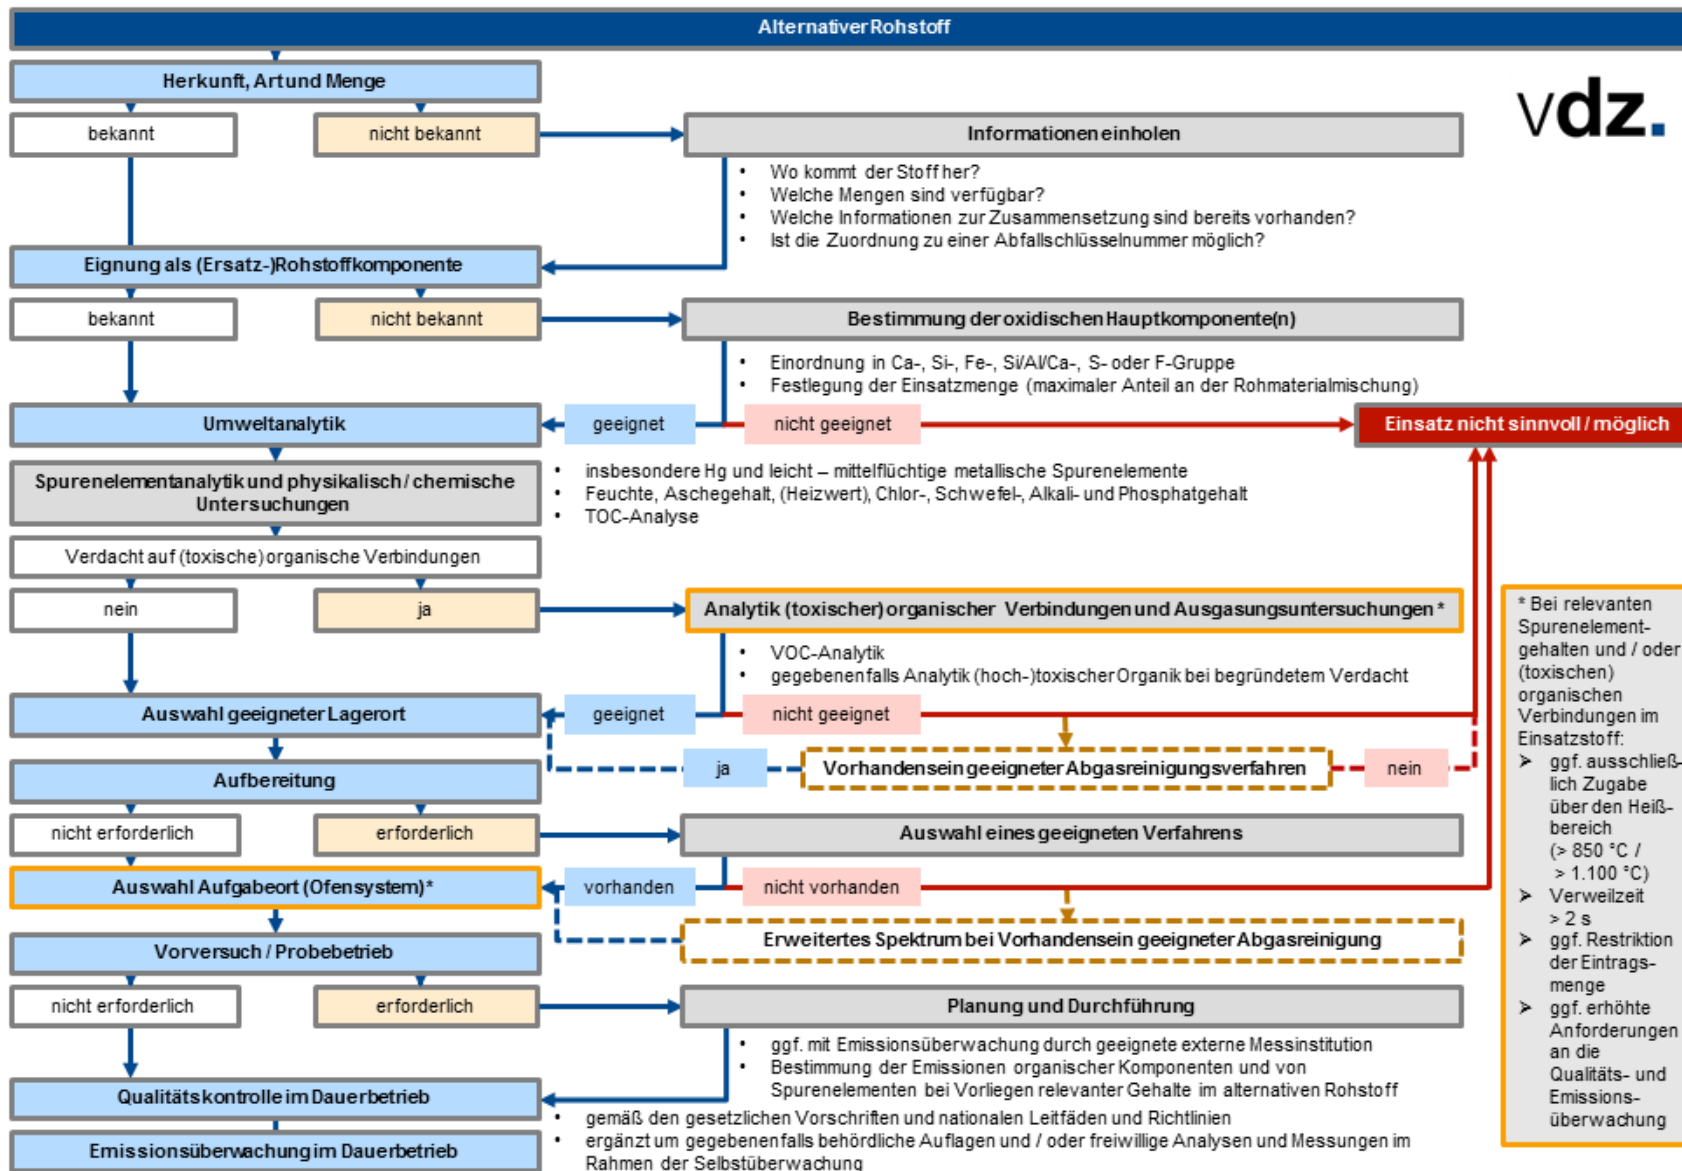 Alternativer Rohstoff
Herkunft, Art und Menge
vdz.
bekannt
nicht bekannt
Informationen einholen
• Wo kommt der Stoff her?
• Welche Mengen sind verfügbar?
• Welche Informationen zur Zusammensetzung sind bereits vorhanden?
• Ist die Zuordnung zu einer Abfallschlüsselnummer möglich?
Eignung als (Ersatz-)Rohstoffkomponente
bekannt
nicht bekannt
Bestimmung der oxidischen Hauptkomponente(n)
• Einordnung in Ca-, Si-, Fe-, Si/Al/Ca-, S- oder F-Gruppe
• Festlegung der Einsatzmenge (maximaler Anteil an der Rohmaterialmischung)
Umweltanalytik
geeignet
nicht geeignet
Einsatz nicht sinnvoll / möglich
Spurenelementanalytik und physikalisch / chemische
Untersuchungen
• insbesondere Hg und leicht – mittelflüchtige metallische Spurenelemente
• Feuchte, Aschegehalt, (Heizwert), Chlor-, Schwefel-, Alkali- und Phosphatgehalt
• TOC-Analyse
Verdacht auf (toxische) organische Verbindungen
nein
ja
Analytik (toxischer) organischer Verbindungen und Ausgasungsuntersuchungen *
• VOC-Analytik
• gegebenenfalls Analytik (hoch-)toxischer Organik bei begründetem Verdacht
Auswahl geeigneter Lagerort
geeignet
nicht geeignet
ja
Vorhandensein geeigneter Abgasreinigungsverfahren
nein
Aufbereitung
nicht erforderlich
erforderlich
Auswahl eines geeigneten Verfahrens
Auswahl Aufgabeort (Ofensystem)*
vorhanden
nicht vorhanden
Erweitertes Spektrum bei Vorhandensein geeigneter Abgasreinigung
Vorversuch / Probebetrieb
nicht erforderlich
erforderlich
Planung und Durchführung
• ggf. mit Emissionsüberwachung durch geeignete externe Messinstitution
• Bestimmung der Emissionen organischer Komponenten und von
Spurenelementen bei Vorliegen relevanter Gehalte im alternativen Rohstoff
Qualitätskontrolle im Dauerbetrieb
• gemäß den gesetzlichen Vorschriften und nationalen Leitfäden und Richtlinien
• ergänzt um gegebenenfalls behördliche Auflagen und / oder freiwillige Analysen und Messungen im
Rahmen der Selbstüberwachung
Emissionsüberwachung im Dauerbetrieb
* Bei relevanten
Spurenelement-
gehalten und / oder
(toxischen)
organischen
Verbindungen im
Einsatzstoff:
➢ ggf. ausschließ-
lich Zugabe
über den Heiß-
bereich
(> 850 °C /
> 1.100 °C)
➢ Verweilzeit
> 2 s
➢ ggf. Restriktion
der Eintrags-
menge
➢ ggf. erhöhte
Anforderungen
an die
Qualitäts- und
Emissions-
überwachung